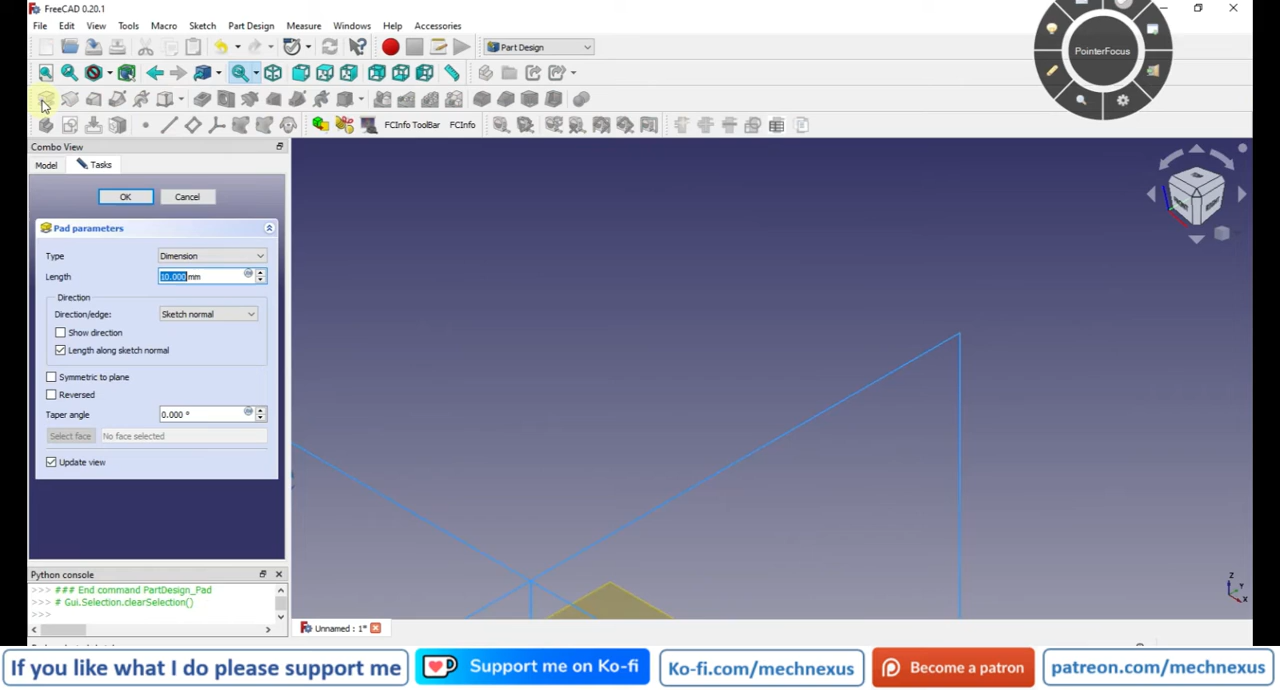 FreeCAD 0.20.1
File Edit View Tools Macro Sketch Part Design Measure Windows Help Accessories
Part Design
PointerFocus
FCInfo ToolBar FCInfo
Combo View
Model Tasks
OK Cancel
Pad parameters
Type Dimension
Length 10.000 mm
Direction
Direction/edge: Sketch normal
Show direction
Length along sketch normal
Symmetric to plane
Reversed
Taper angle 0.000 °
Select face No face selected
Update view
Python console
>>> ### End command PartDesign_Pad
>>> # Gui.Selection.clearSelection()
>>>
Unnamed : 1*
Z
Y
X
If you like what I do please support me
Support me on Ko-fi
Ko-fi.com/mechnexus
Become a patron
patreon.com/mechnexus